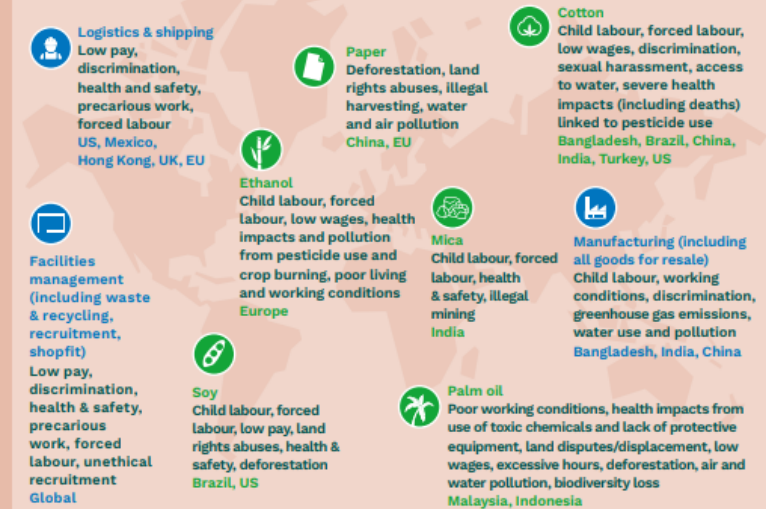 Logistics & shipping
Low pay,
discrimination,
health and safety,
precarious work,
forced labour
US, Mexico,
Hong Kong, UK, EU
Paper
Deforestation, land
rights abuses, illegal
harvesting, water
and air pollution
China, EU
Cotton
Child labour, forced labour,
low wages, discrimination,
sexual harassment, access
to water, severe health
impacts (including deaths)
linked to pesticide use
Bangladesh, Brazil, China,
India, Turkey, US
Ethanol
Child labour, forced
labour, low wages, health
impacts and pollution
from pesticide use and
crop burning, poor living
and working conditions
Europe
Mica
Child labour, forced
labour, health
& safety, illegal
mining
India
Manufacturing (including
all goods for resale)
Child labour, working
conditions, discrimination,
greenhouse gas emissions,
water use and pollution
Bangladesh, India, China
Facilities
management
(including waste
& recycling,
recruitment,
shopfit)
Low pay,
discrimination,
health & safety,
precarious
work, forced
labour, unethical
recruitment
Global
Soy
Child labour, forced
labour, low pay, land
rights abuses, health &
safety, deforestation
Brazil, US
Palm oil
Poor working conditions, health impacts from
use of toxic chemicals and lack of protective
equipment, land disputes/displacement, low
wages, excessive hours, deforestation, air and
water pollution, biodiversity loss
Malaysia, Indonesia